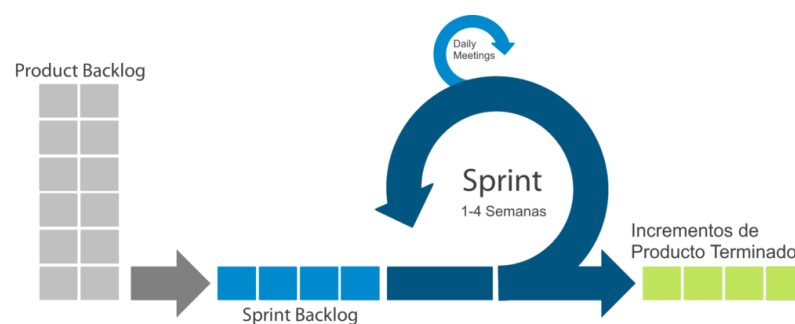 Daily
Meetings
Product Backlog
Sprint
1-4 Semanas
Incrementos de
Producto Terminado
Sprint Backlog